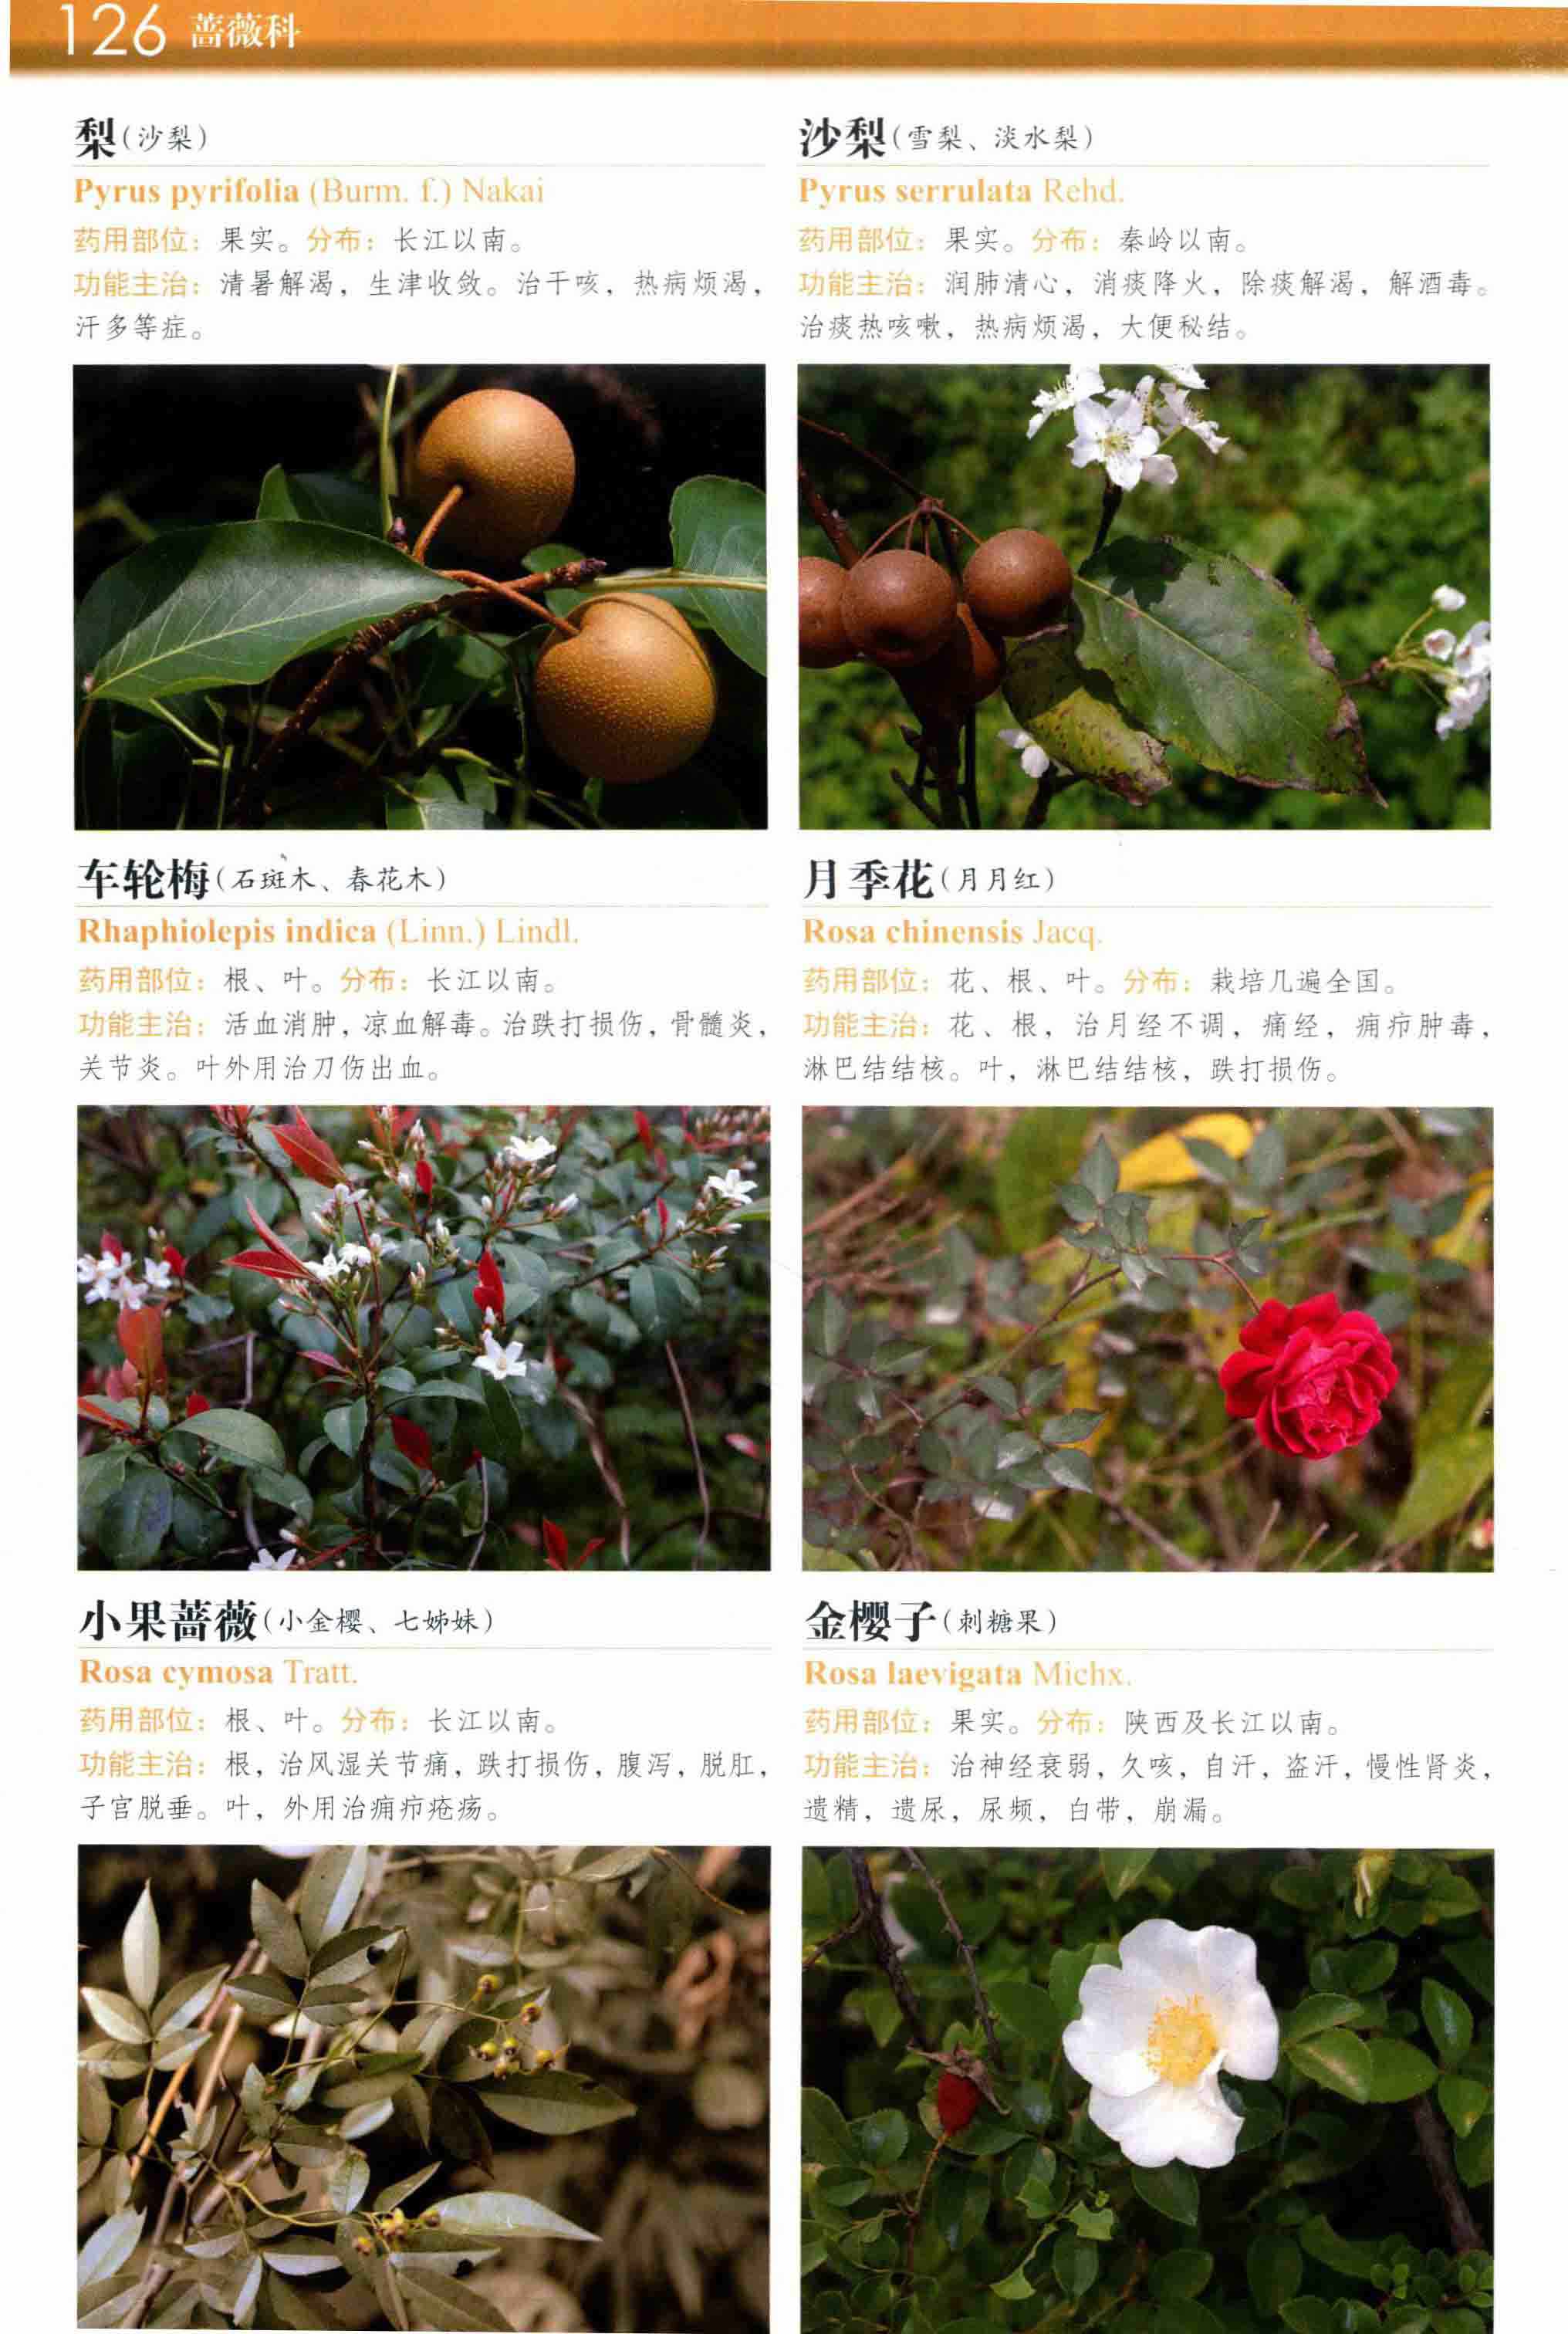 126 蔷薇科
梨(沙梨)
Pyrus pyrifolia (Burm. f.) Nakai
药用部位：果实。分布：长江以南。
功能主治：清暑解渴，生津收敛。治干咳，热病烦渴，
汗多等症。
沙梨(雪梨、淡水梨)
Pyrus serrulata Rehd.
药用部位：果实。分布：秦岭以南。
功能主治：润肺清心，消痰降火，除痰解渴，解酒毒。
治痰热咳嗽，热病烦渴，大便秘结。
车轮梅(石斑木、春花木)
Rhaphiolepis indica (Linn.) Lindl.
药用部位：根、叶。分布：长江以南。
功能主治：活血消肿，凉血解毒。治跌打损伤，骨髓炎，
关节炎。叶外用治刀伤出血。
月季花(月月红)
Rosa chinensis Jacq.
药用部位：花、根、叶。分布：栽培几遍全国。
功能主治：花、根，治月经不调，痛经，痈疖肿毒，
淋巴结结核。叶，淋巴结结核，跌打损伤。
小果蔷薇(小金樱、七姊妹)
Rosa cymosa Tratt.
药用部位：根、叶。分布：长江以南。
功能主治：根，治风湿关节痛，跌打损伤，腹泻，脱肛，
子宫脱垂。叶，外用治痈疖疮疡。
金樱子(刺糖果)
Rosa laevigata Michx.
药用部位：果实。分布：陕西及长江以南。
功能主治：治神经衰弱，久咳，自汗，盗汗，慢性肾炎，
遗精，遗尿，尿频，白带，崩漏。